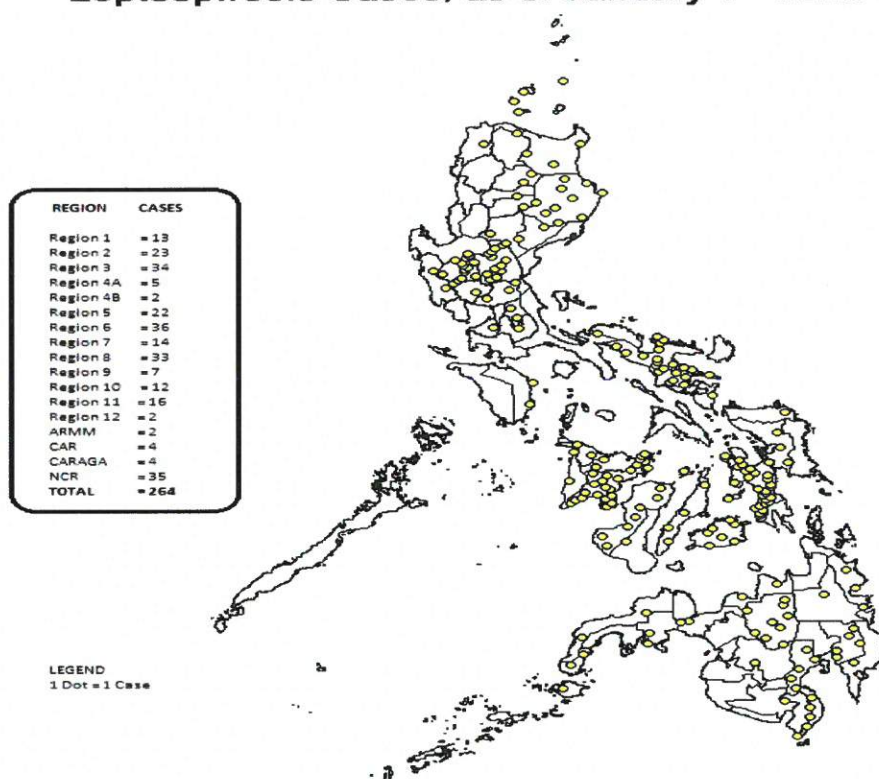 REGION CASES
Region 1 = 13
Region 2 = 23
Region 3 = 34
Region 4A = 5
Region 4B = 2
Region 5 = 22
Region 6 = 36
Region 7 = 14
Region 8 = 33
Region 9 = 7
Region 10 = 12
Region 11 = 16
Region 12 = 2
ARMM = 2
CAR = 4
CARAGA = 4
NCR = 35
TOTAL = 264
LEGEND
1 Dot = 1 Case